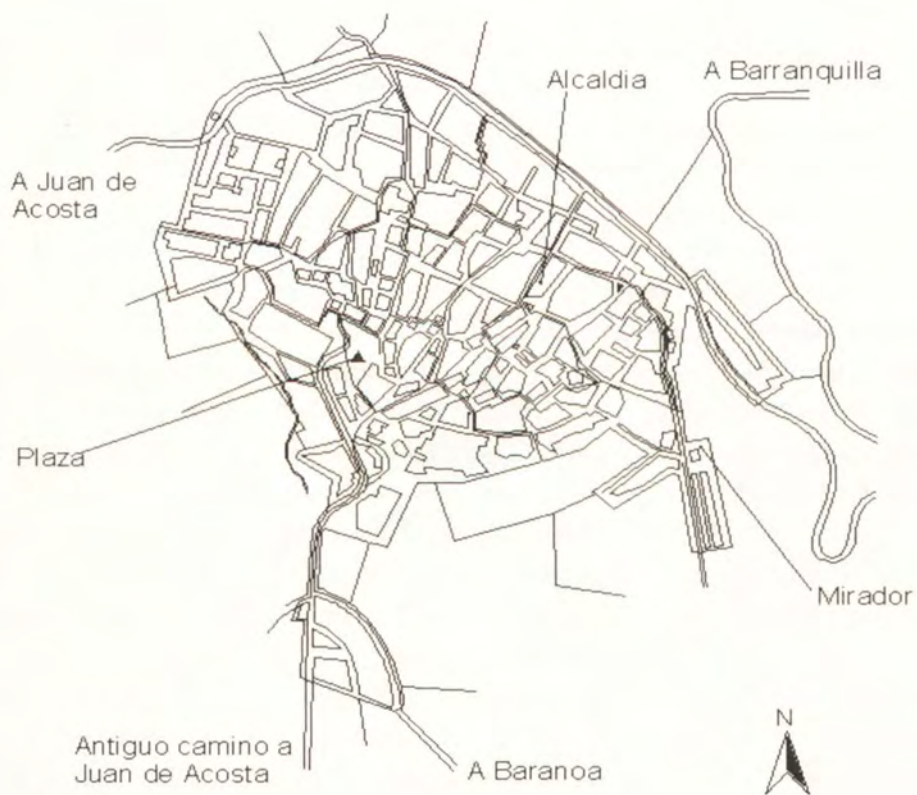 Alcaldia
A Barranquilla
A Juan de
Acosta
Plaza
Mirador
N
Antiguo camino a
Juan de Acosta
A Baranoa